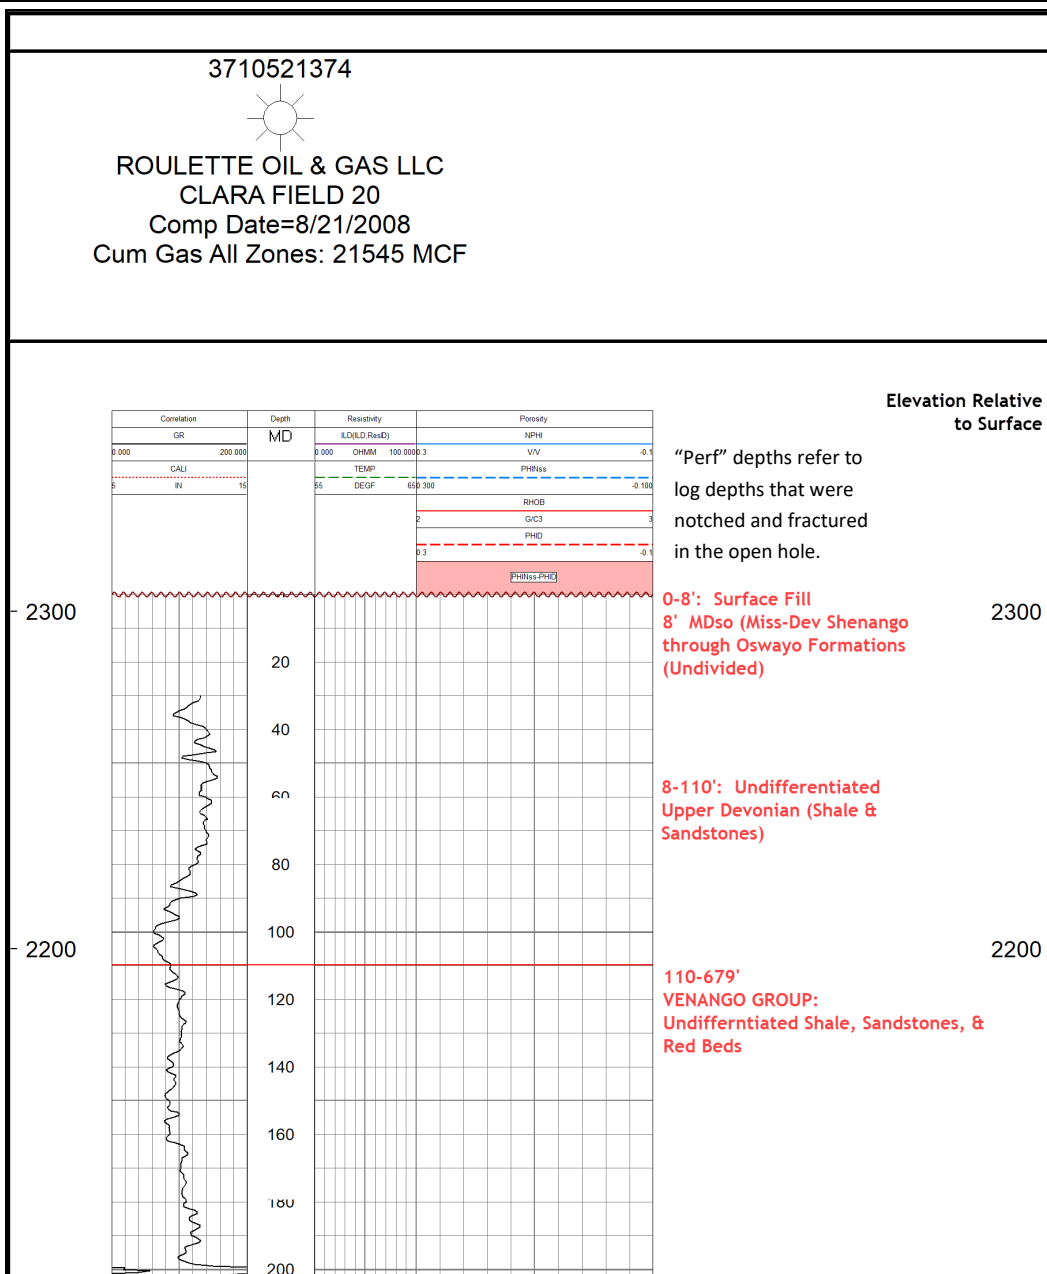 3710521374
ROULETTE OIL & GAS LLC
CLARA FIELD 20
Comp Date=8/21/2008
Cum Gas All Zones: 21545 MCF
Elevation Relative
to Surface
Correlation Depth Resistivity Porosity
GR MD ILD(ILD,ResD) NPHI
0.000 200.000 0.000 OHMM 100.000 0.3 V/V -0.1
CALI TEMP PHINss
5 IN 15 55 DEGF 65 0.300 -0.100
RHOB
2 G/C3 3
PHID
0.3 -0.1
PHINss-PHID
“Perf” depths refer to
log depths that were
notched and fractured
in the open hole.
2300 2300
0-8': Surface Fill
8' MDso (Miss-Dev Shenango
through Oswayo Formations
(Undivided)
20
40
60
8-110': Undifferentiated
Upper Devonian (Shale &
Sandstones)
80
100
2200 2200
110-679'
VENANGO GROUP:
Undifferntiated Shale, Sandstones, &
Red Beds
120
140
160
180
200